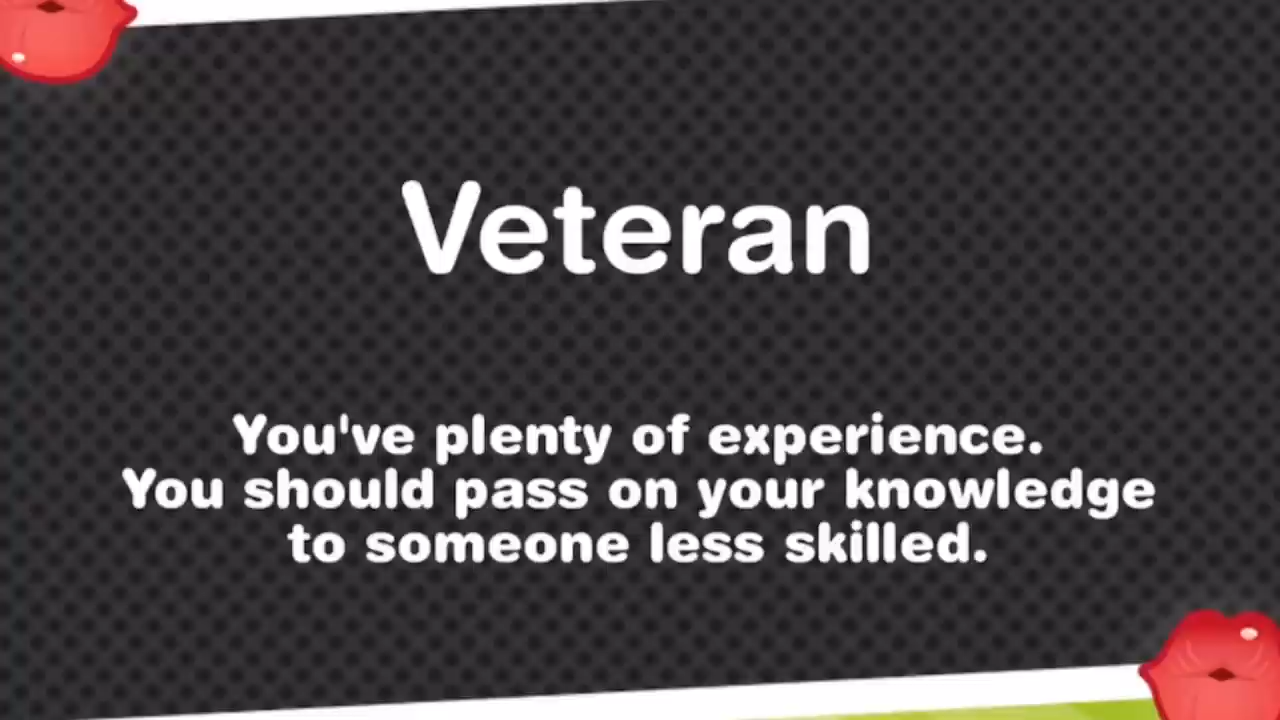 Veteran
You've plenty of experience.
You should pass on your knowledge
to someone less skilled.